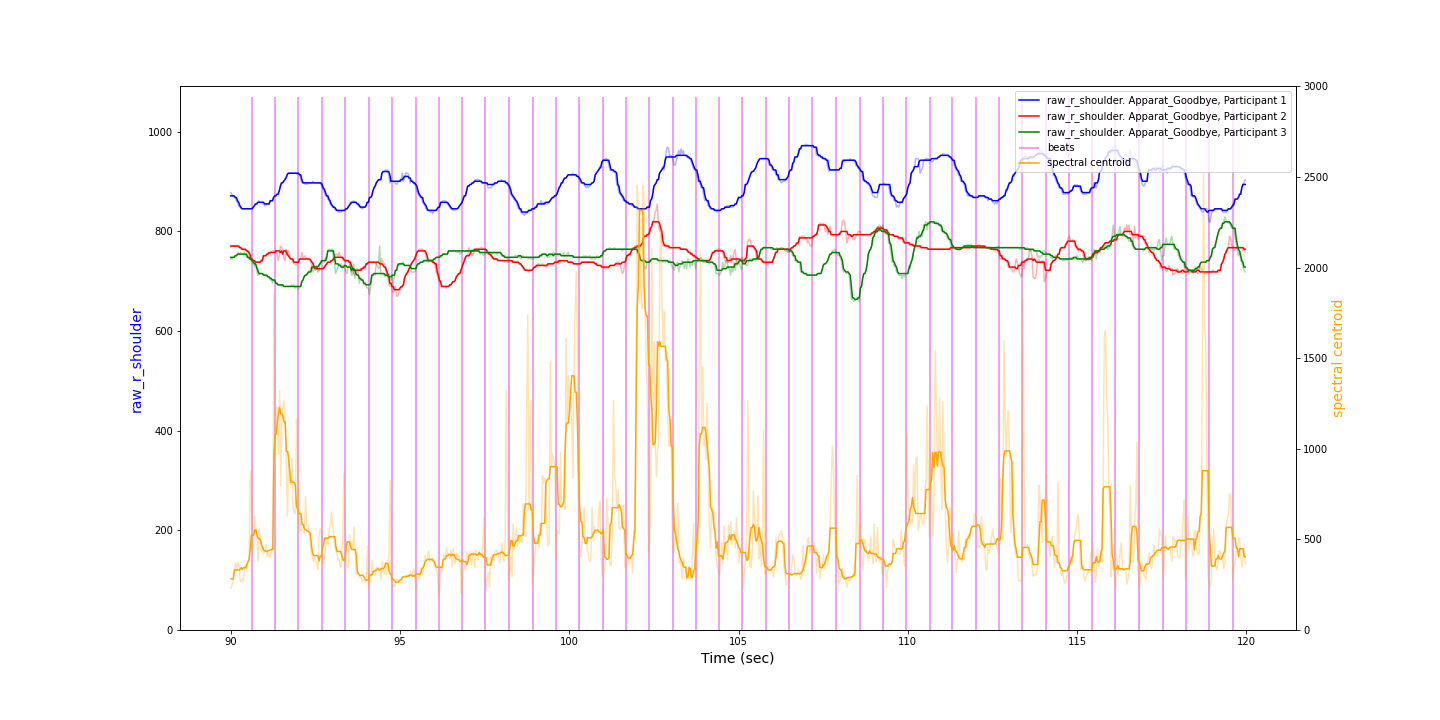 raw_r_shoulder. Apparat_Goodbye, Participant 1
raw_r_shoulder. Apparat_Goodbye, Participant 2
raw_r_shoulder. Apparat_Goodbye, Participant 3
beats
spectral centroid
raw_r_shoulder
1000
800
600
400
200
0
3000
2500
2000
1500
1000
500
0
spectral centroid
90 95 100 105 110 115 120
Time (sec)